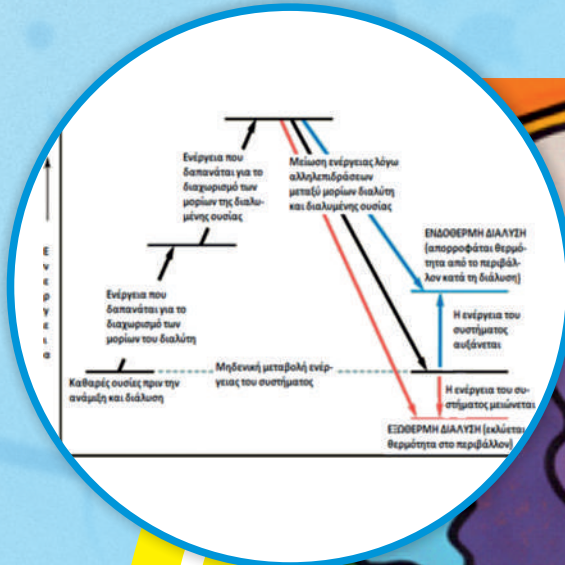 Ενέργεια που
δαπανάται για το
διαχωρισμό των
μορίων της διαλυ-
μένης ουσίας
Μείωση ενέργειας λόγω
αλληλεπιδράσεων
μεταξύ μορίων διαλύτη
και διαλυμένης ουσίας
ΕΝΔΟΘΕΡΜΗ ΔΙΑΛΥΣΗ
(απορροφάται θερμό-
τητα από το περιβάλ-
λον κατά τη διάλυση)
Ενέργεια
Ενέργεια που
δαπανάται για το
διαχωρισμό των
μορίων του διαλύτη
Η ενέργεια του
συστήματος
αυξάνεται
Καθαρές ουσίες πριν την
ανάμιξη και διάλυση
Μηδενική μεταβολή ενέρ-
γειας του συστήματος
Η ενέργεια του συ-
στήματος μειώνεται
ΕΞΩΘΕΡΜΗ ΔΙΑΛΥΣΗ (εκλύεται
θερμότητα στο περιβάλλον)